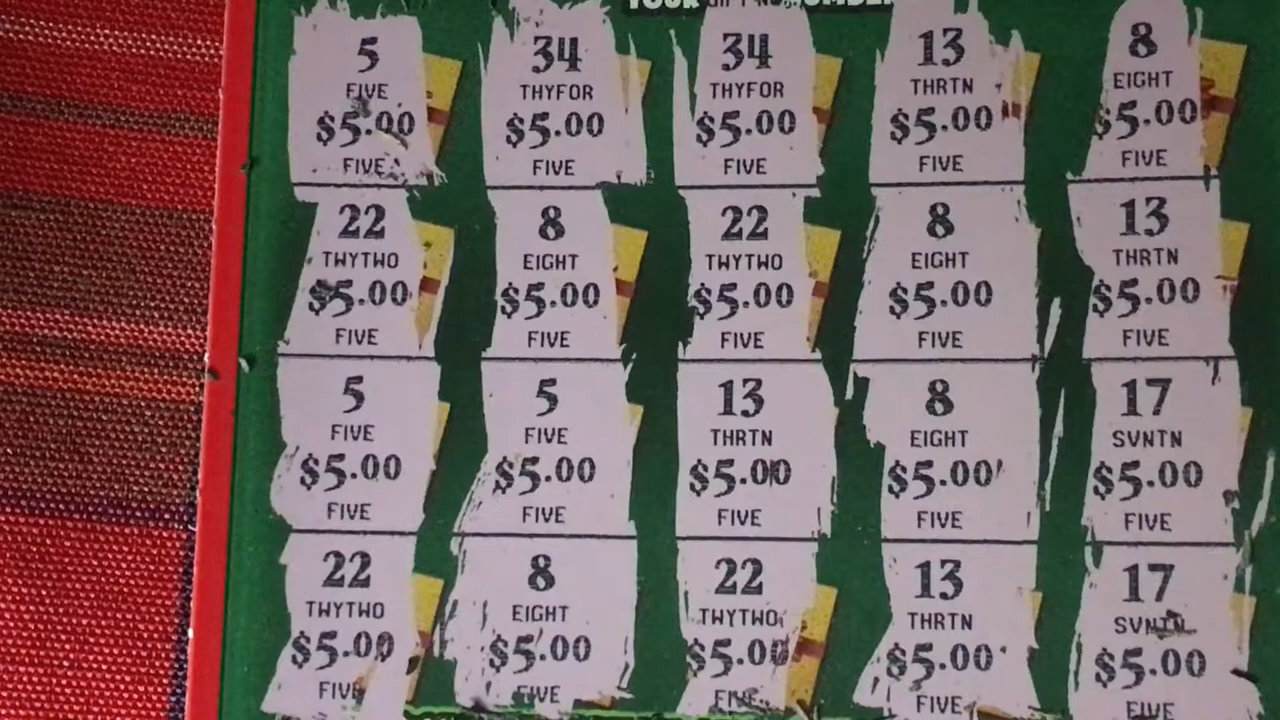 YOUR
5 34 34 13 8
FIVE THYFOR THYFOR THRTN EIGHT
$5.00 $5.00 $5.00 $5.00 $5.00
FIVE FIVE FIVE FIVE FIVE
22 8 22 8 13
TWYTWO EIGHT TWYTWO EIGHT THRTN
$5.00 $5.00 $5.00 $5.00 $5.00
FIVE FIVE FIVE FIVE FIVE
5 5 13 8 17
FIVE FIVE THRTN EIGHT SVNTN
$5.00 $5.00 $5.00 $5.00 $5.00
FIVE FIVE FIVE FIVE FIVE
22 8 22 13 17
TWYTWO EIGHT TWYTWO THRTN SVNTN
$5.00 $5.00 $5.00 $5.00 $5.00
FIVE FIVE FIVE FIVE FIVE